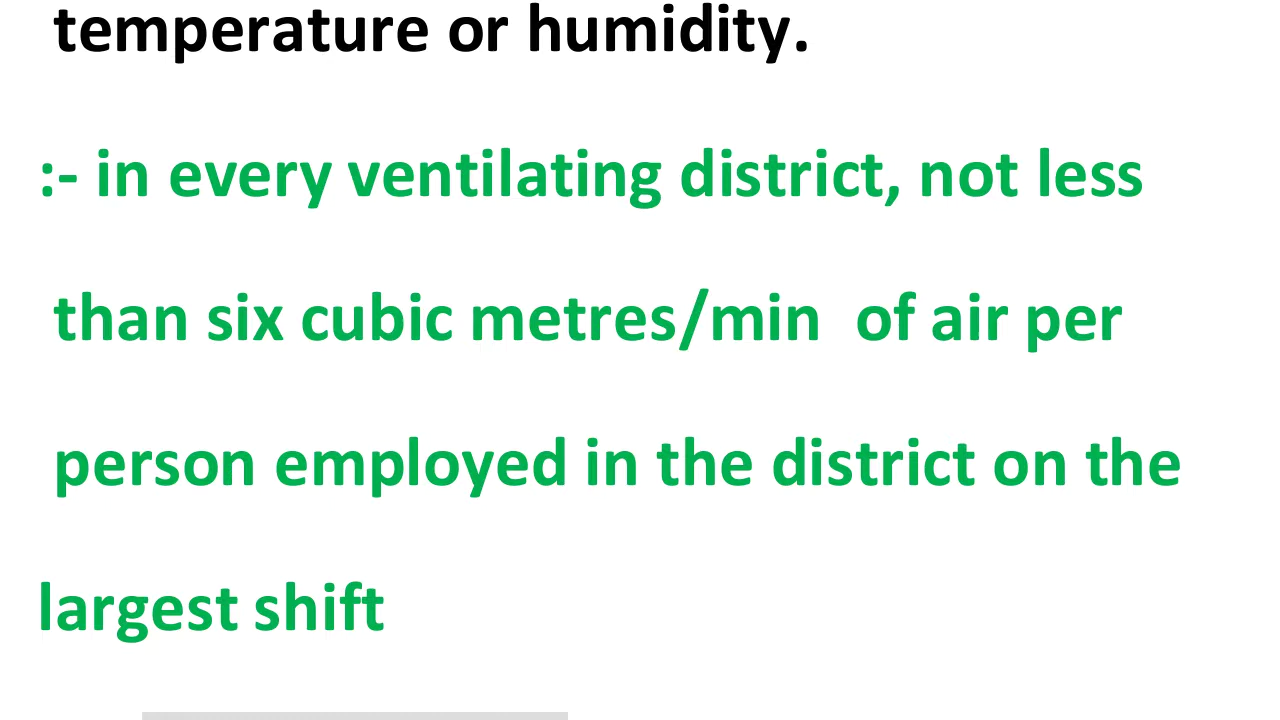 temperature or humidity.
:- in every ventilating district, not less
than six cubic metres/min  of air per
person employed in the district on the
largest shift